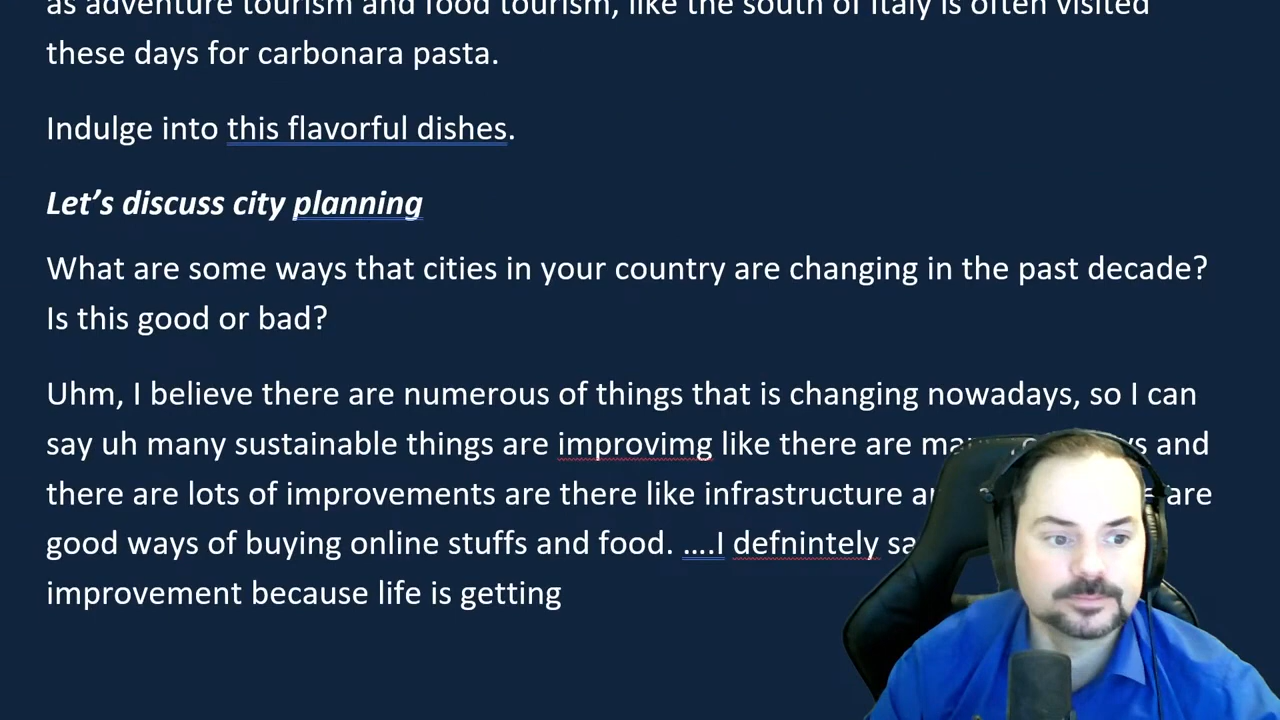 as adventure tourism and food tourism, like the south of Italy is often visited
these days for carbonara pasta.
Indulge into this flavorful dishes.
Let’s discuss city planning
What are some ways that cities in your country are changing in the past decade?
Is this good or bad?
Uhm, I believe there are numerous of things that is changing nowadays, so I can
say uh many sustainable things are improvimg like there are and
there are lots of improvements are there like infrastructure are
good ways of buying online stuffs and food. ….I defnintely
improvement because life is getting